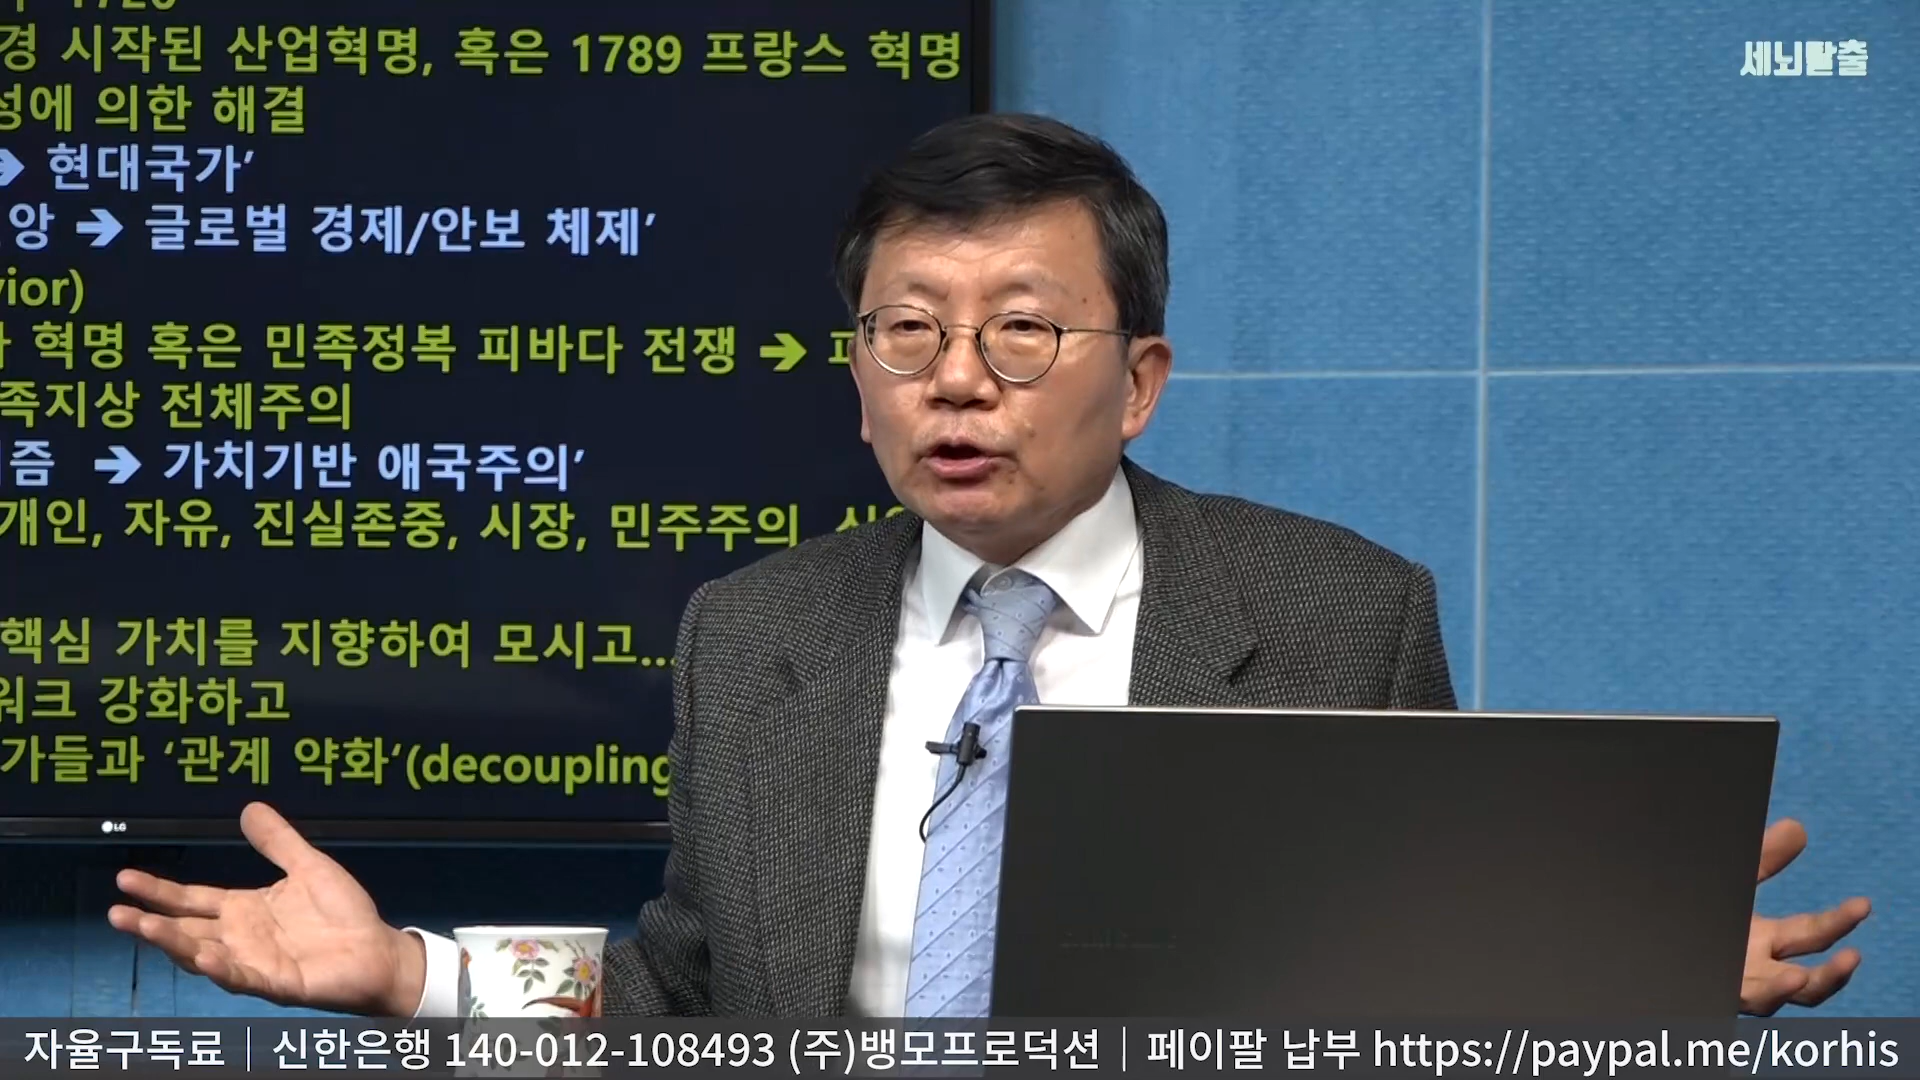 1720
경 시작된 산업혁명, 혹은 1789 프랑스 혁명
성에 의한 해결
➔ 현대국가’
앙 ➔ 글로벌 경제/안보 체제’
vior)
혁명 혹은 민족정복 피바다 전쟁 ➔
족지상 전체주의
즘 ➔ 가치기반 애국주의’
개인, 자유, 진실존중, 시장, 민주주의
핵심 가치를 지향하여 모시고...
워크 강화하고
가들과 ‘관계 약화‘(decoupling
LG
세뇌탈출
자율구독료│신한은행 140-012-108493 (주)뱅모프로덕션│페이팔 납부 https://paypal.me/korhis